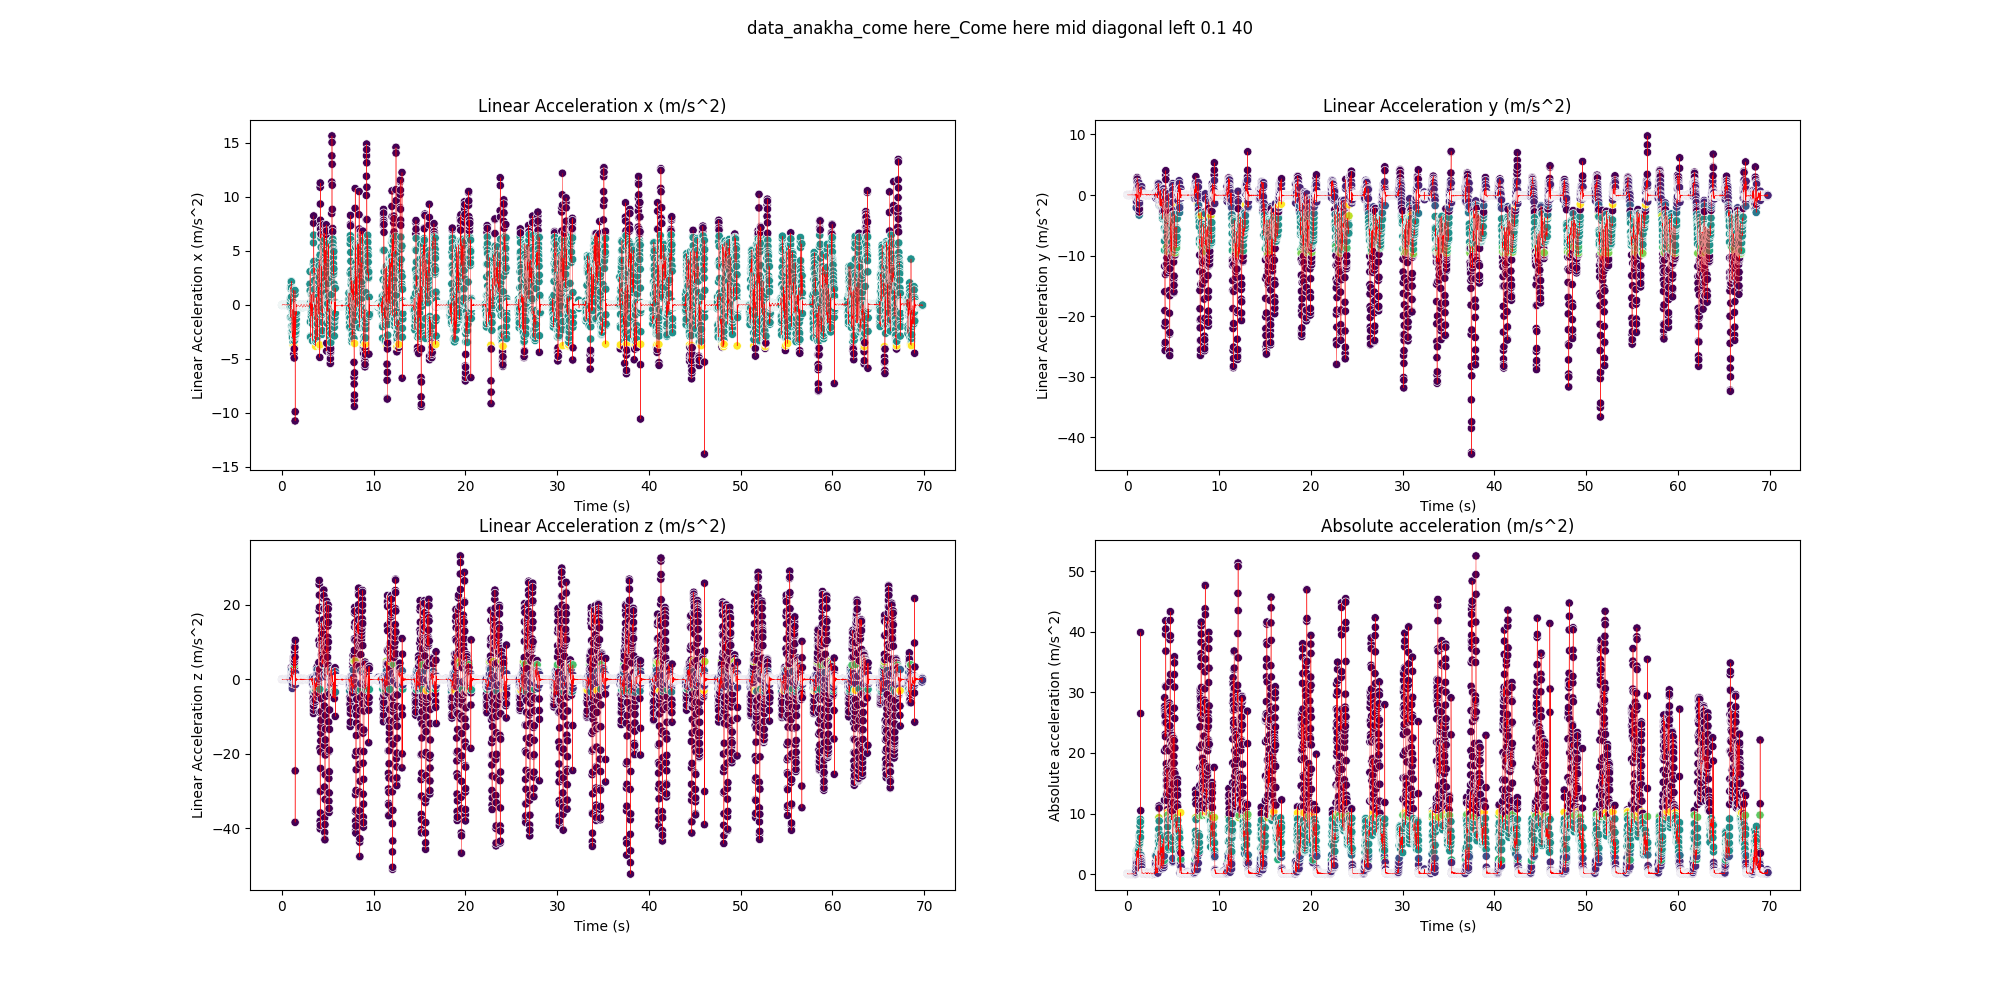 data_anakha_come here_Come here mid diagonal left 0.1 40
Linear Acceleration x (m/s^2)
Linear Acceleration x (m/s^2)
15
10
5
0
−5
−10
−15
0 10 20 30 40 50 60 70
Time (s)
Linear Acceleration y (m/s^2)
Linear Acceleration y (m/s^2)
10
0
−10
−20
−30
−40
0 10 20 30 40 50 60 70
Time (s)
Linear Acceleration z (m/s^2)
Linear Acceleration z (m/s^2)
20
0
−20
−40
0 10 20 30 40 50 60 70
Time (s)
Absolute acceleration (m/s^2)
Absolute acceleration (m/s^2)
50
40
30
20
10
0
0 10 20 30 40 50 60 70
Time (s)